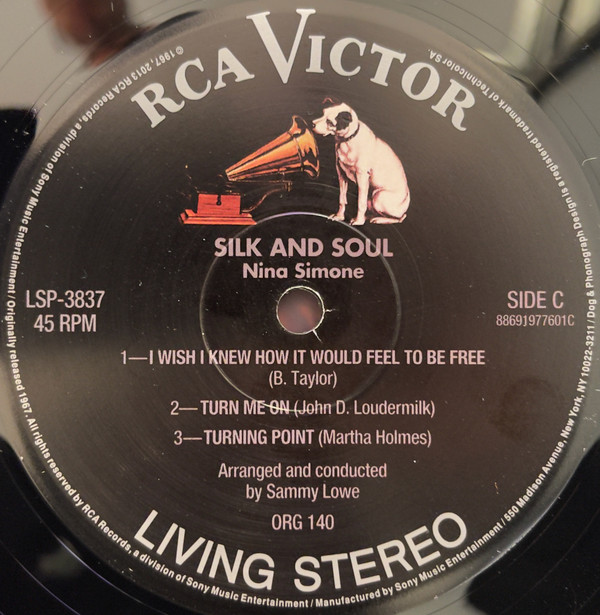 RCA VICTOR
SILK AND SOUL
Nina Simone
LSP-3837
45 RPM
SIDE C
88691977601C
1—I WISH I KNEW HOW IT WOULD FEEL TO BE FREE
(B. Taylor)
2—TURN ME ON (John D. Loudermilk)
3—TURNING POINT (Martha Holmes)
Arranged and conducted
by Sammy Lowe
ORG 140
LIVING STEREO
© 1967, 2013 RCA Records, a division of Sony Music Entertainment / Originally released 1967. All rights reserved by RCA Records, a division of Sony Music Entertainment / Manufactured by Sony Music Entertainment / 550 Madison Avenue, New York, NY 10022-3211 / Dog & Phonograph Design is a registered trademark of Technicolor SA.